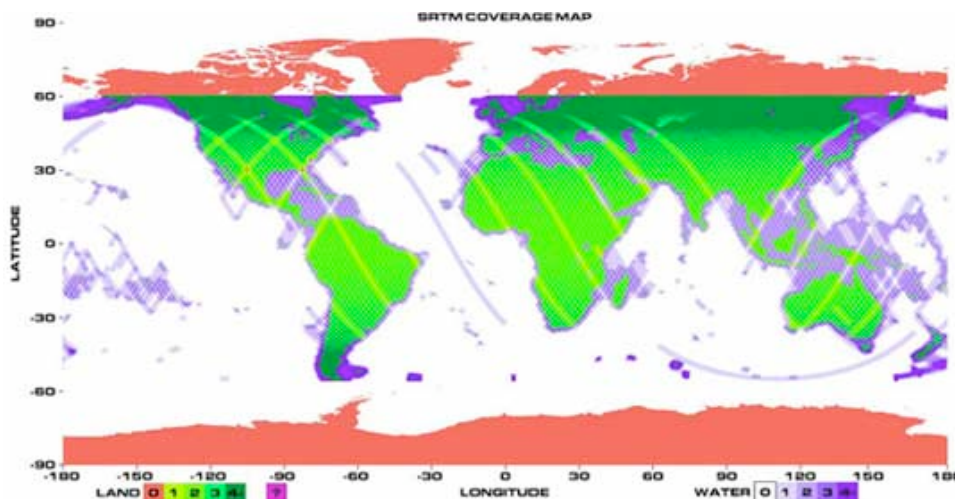 SRTM COVERAGE MAP
90
60
30
0
-30
-60
-90
LATITUDE
-180 -150 -120 -90 -60 -30 0 30 60 90 120 150 180
LAND 0 1 2 3 4+ ? LONGITUDE WATER 0 1 2 3 4+